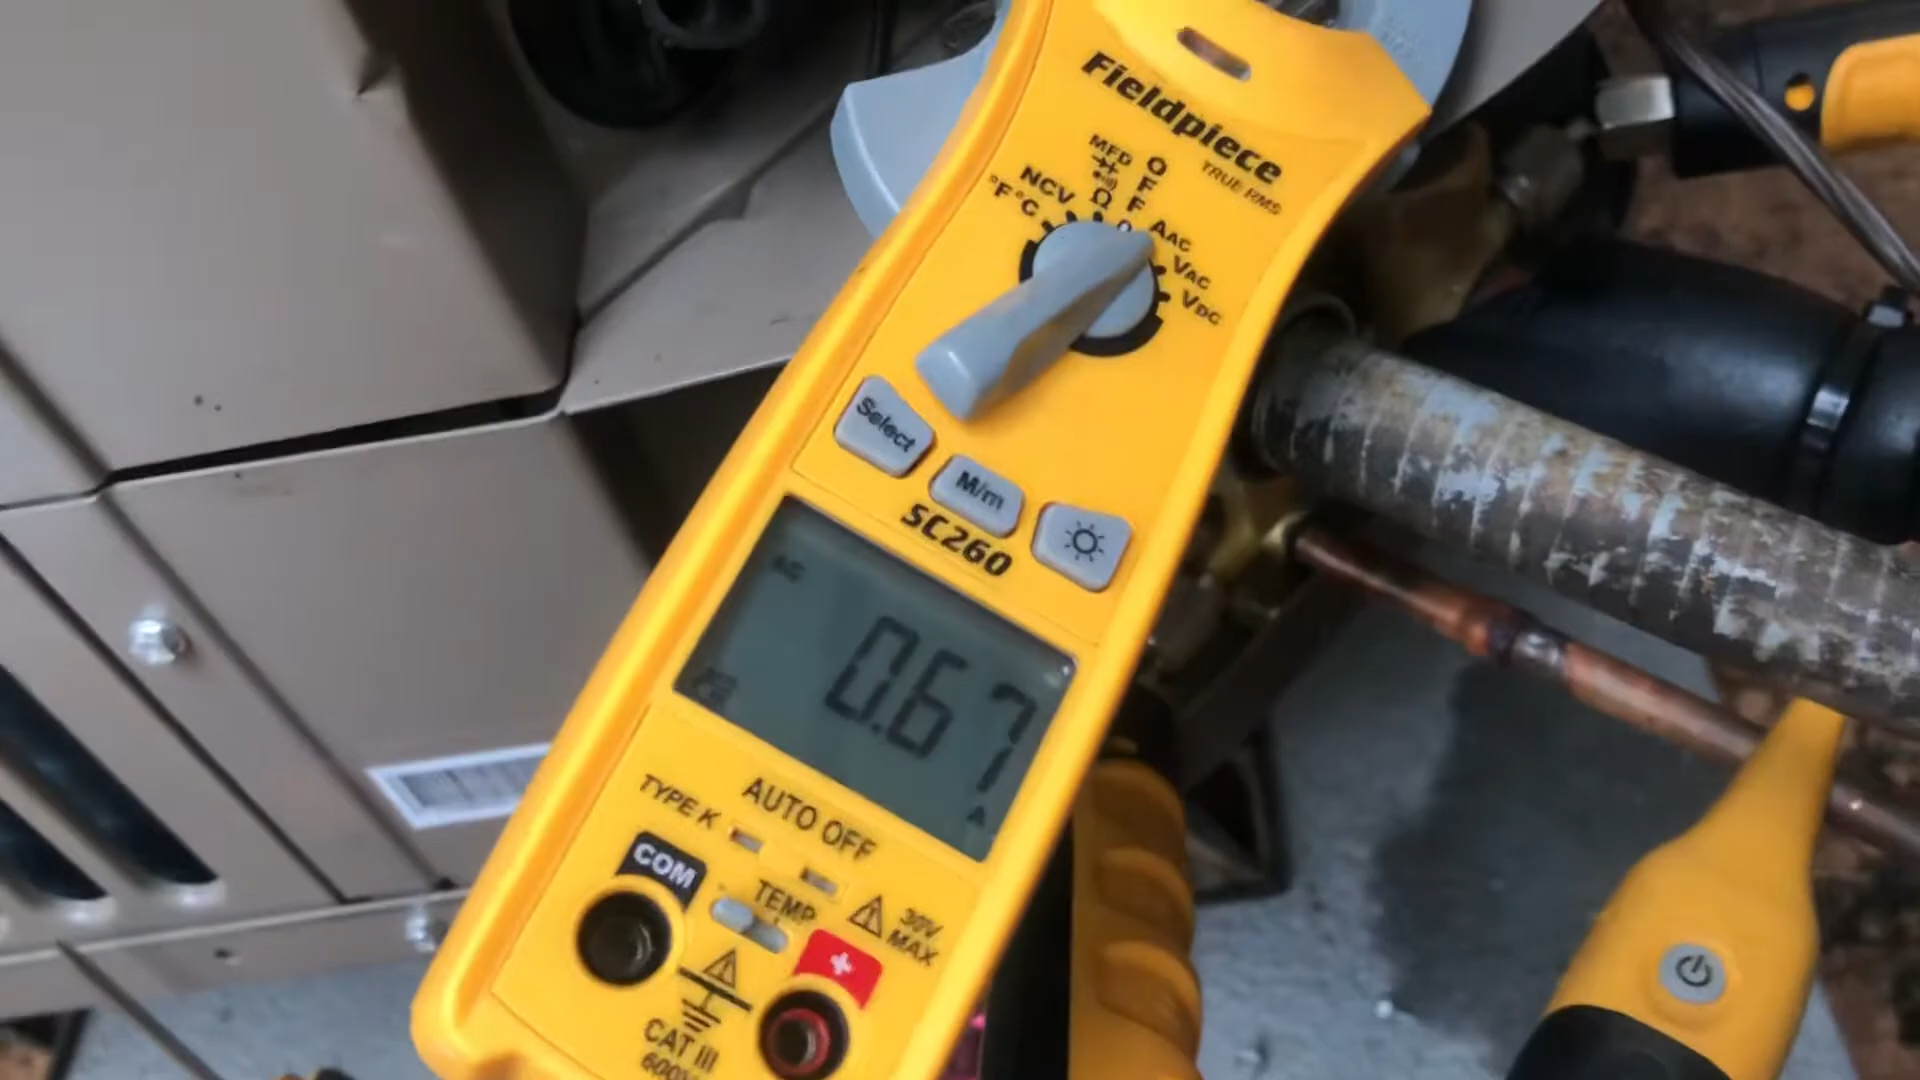 Fieldpiece
TRUE RMS
MFD
O
F
F
NCV
Ω
°F°C
AAC
VAC
VDC
Select
M/m
SC260
AC
0.67
A
TYPE K
AUTO OFF
COM
TEMP
30V
MAX
CAT III